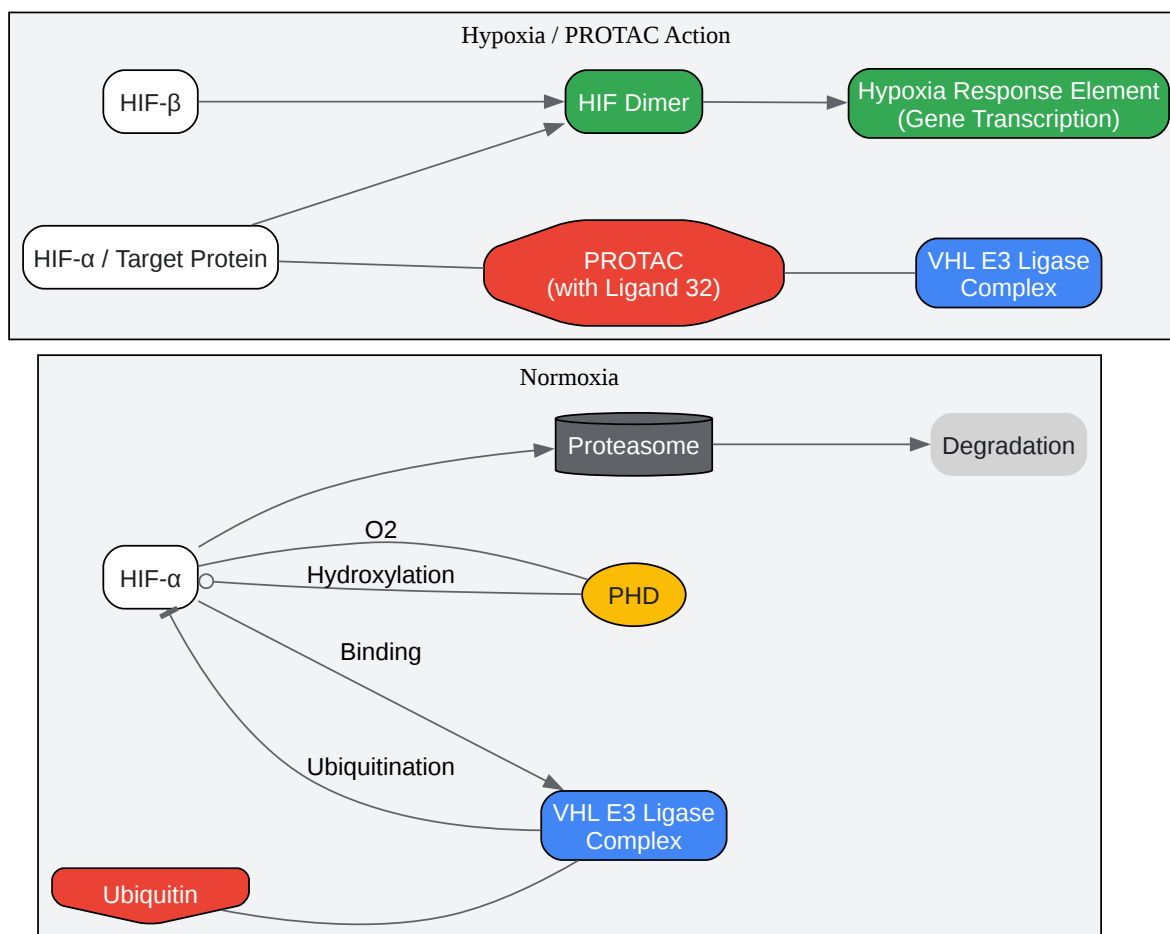 Hypoxia / PROTAC Action
HIF-β
HIF Dimer
Hypoxia Response Element
(Gene Transcription)
HIF-α / Target Protein
PROTAC
(with Ligand 32)
VHL E3 Ligase
Complex
Normoxia
Proteasome
Degradation
O2
HIF-α
Hydroxylation
PHD
Binding
Ubiquitination
VHL E3 Ligase
Complex
Ubiquitin